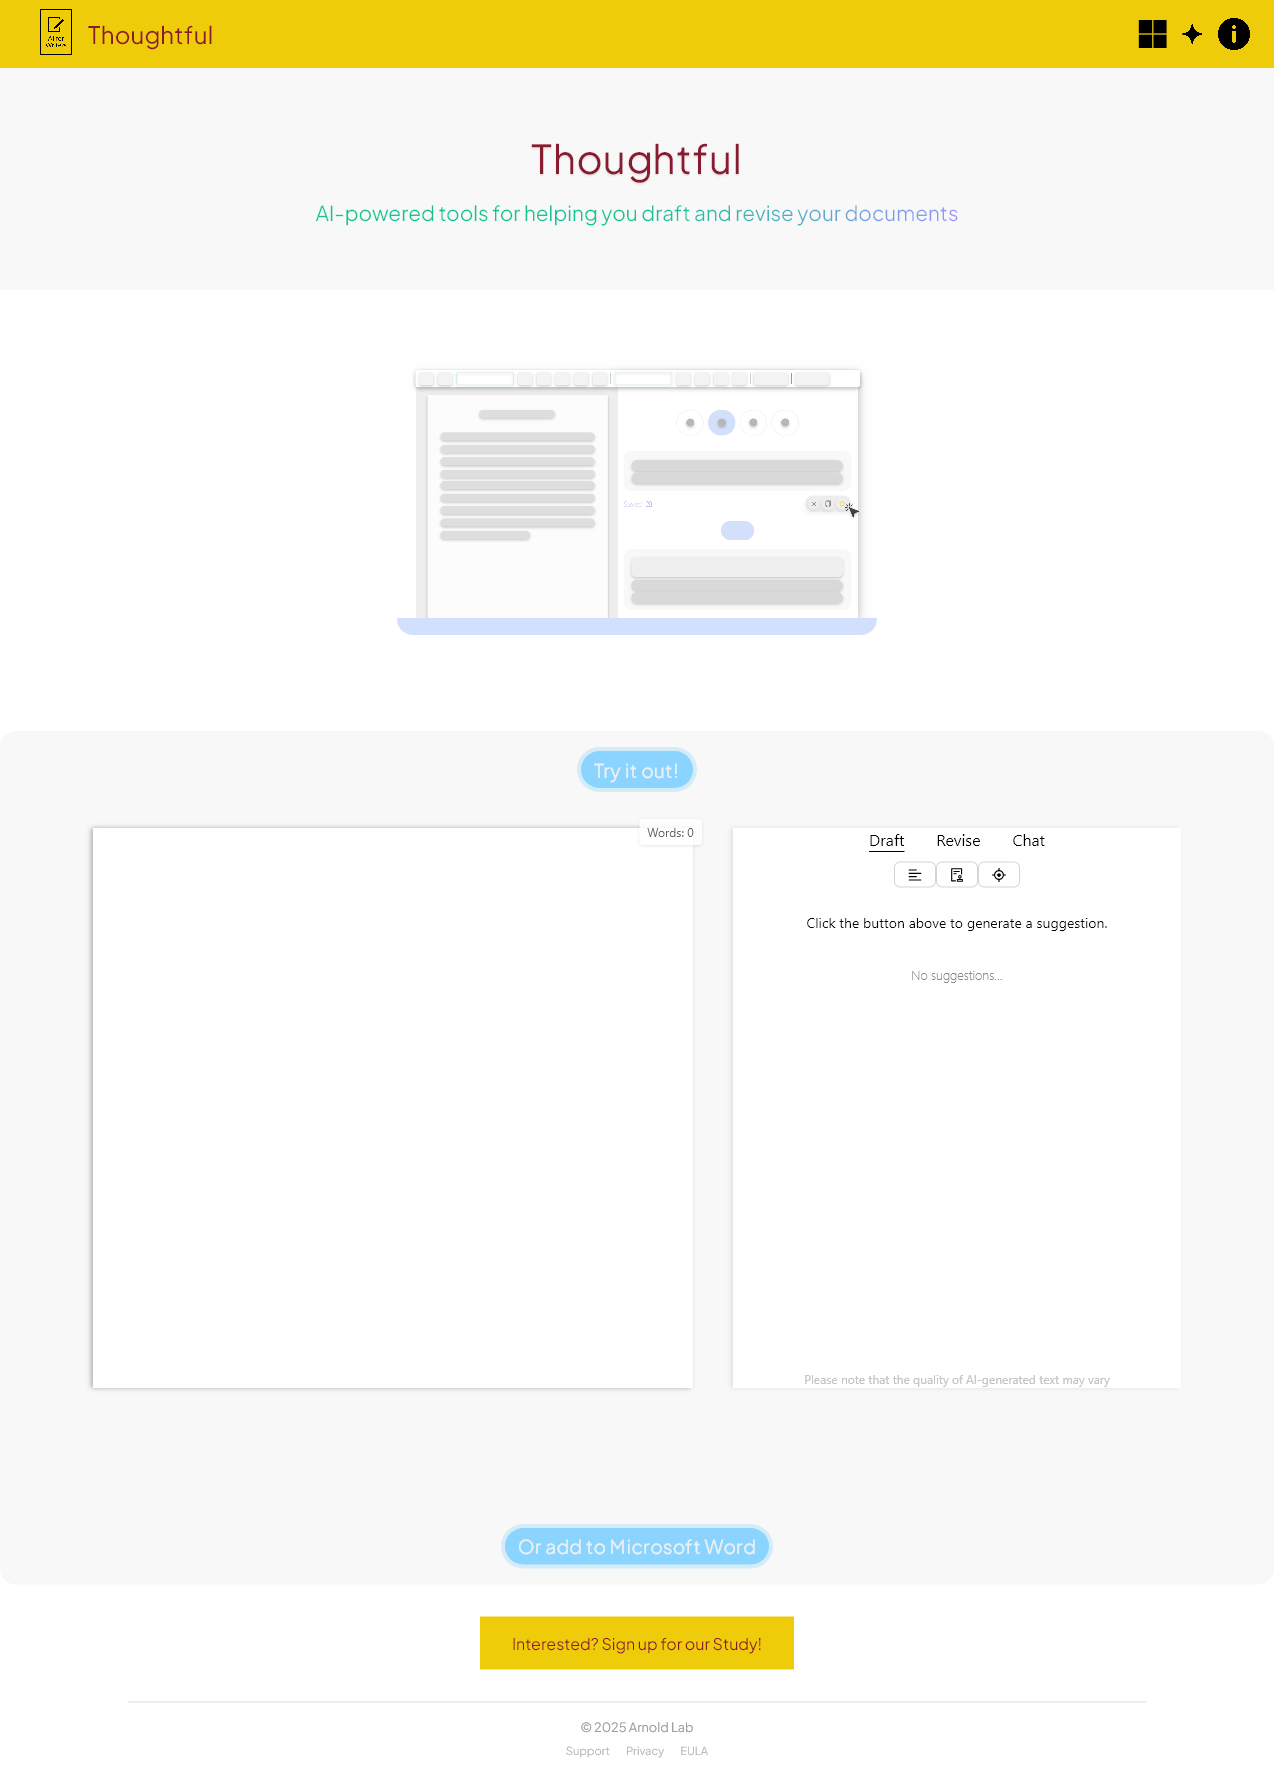 AI for
Writers
Thoughtful
Thoughtful
AI-powered tools for helping you draft and revise your documents
Try it out!
Words: 0
Draft Revise Chat
Click the button above to generate a suggestion.
No suggestions...
Please note that the quality of AI-generated text may vary
Or add to Microsoft Word
Interested? Sign up for our Study!
© 2025 Arnold Lab
Support Privacy EULA